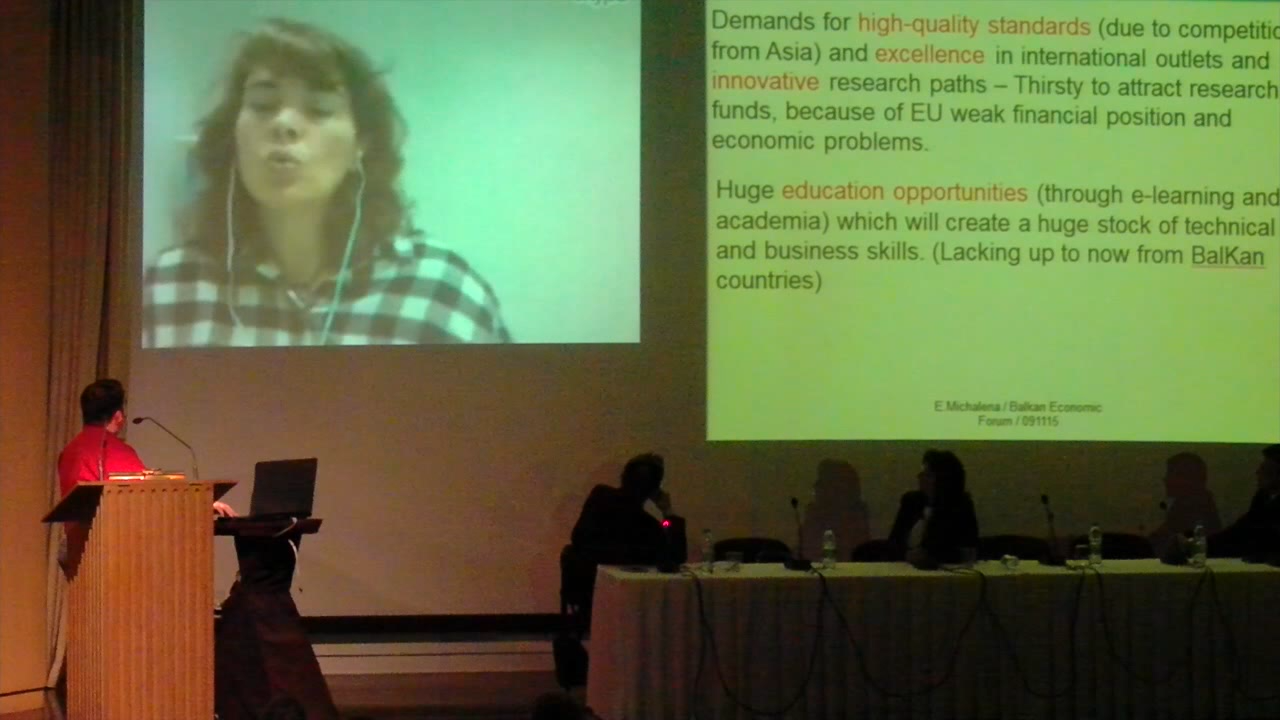 Demands for high-quality standards (due to
from Asia) and excellence in international outlets and
innovative research paths – Thirsty to attract research
funds, because of EU weak financial position and
economic problems.
Huge education opportunities (through e-learning and
academia) which will create a huge stock of technical
and business skills. (Lacking up to now from BalKan
countries)
E.Michalena / Balkan Economic
Forum / 091115